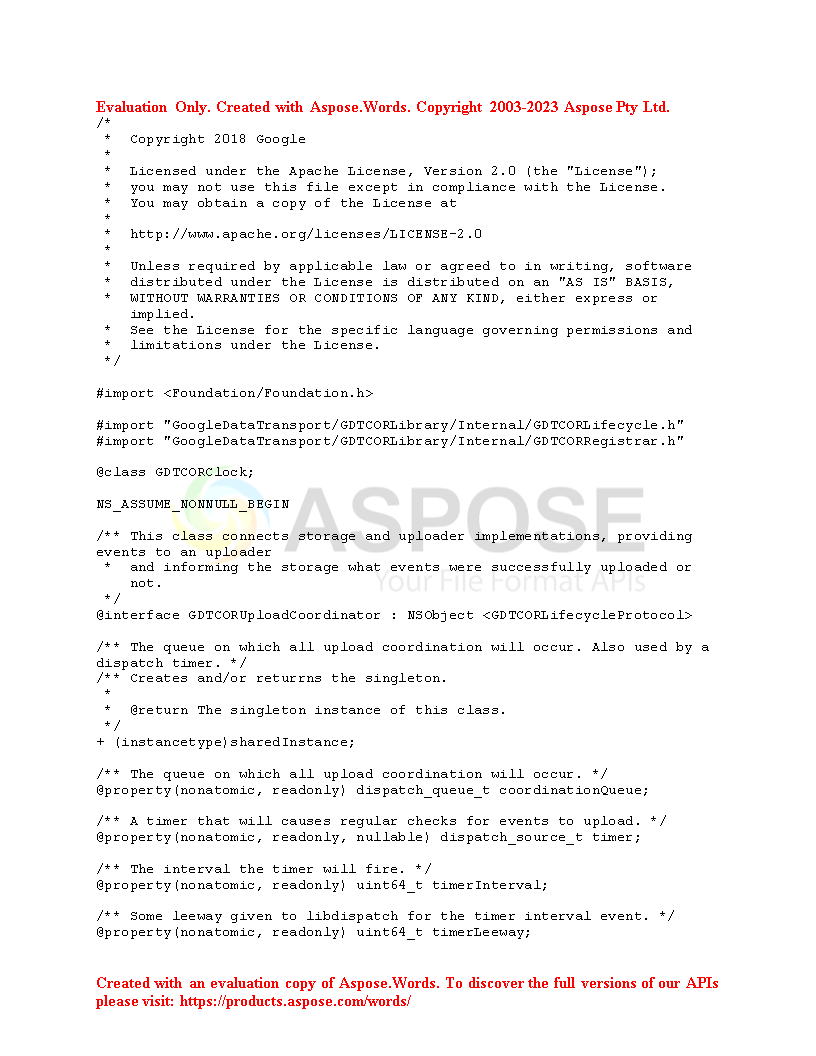 Evaluation Only. Created with Aspose.Words. Copyright 2003-2023 Aspose Pty Ltd.
/*
 *  Copyright 2018 Google
 *
 *  Licensed under the Apache License, Version 2.0 (the "License");
 *  you may not use this file except in compliance with the License.
 *  You may obtain a copy of the License at
 *
 *  http://www.apache.org/licenses/LICENSE-2.0
 *
 *  Unless required by applicable law or agreed to in writing, software
 *  distributed under the License is distributed on an "AS IS" BASIS,
 *  WITHOUT WARRANTIES OR CONDITIONS OF ANY KIND, either express or
    implied.
 *  See the License for the specific language governing permissions and
 *  limitations under the License.
 */
#import <Foundation/Foundation.h>
#import "GoogleDataTransport/GDTCORLibrary/Internal/GDTCORLifecycle.h"
#import "GoogleDataTransport/GDTCORLibrary/Internal/GDTCORRegistrar.h"
@class GDTCORClock;
NS_ASSUME_NONNULL_BEGIN
ASPOSE
/** This class connects storage and uploader implementations, providing
events to an uploader
 *  and informing the storage what events were successfully uploaded or
    not.
Your File Format APIs
 */
@interface GDTCORUploadCoordinator : NSObject <GDTCORLifecycleProtocol>
/** The queue on which all upload coordination will occur. Also used by a
dispatch timer. */
/** Creates and/or returrns the singleton.
 *
 *  @return The singleton instance of this class.
 */
+ (instancetype)sharedInstance;
/** The queue on which all upload coordination will occur. */
@property(nonatomic, readonly) dispatch_queue_t coordinationQueue;
/** A timer that will causes regular checks for events to upload. */
@property(nonatomic, readonly, nullable) dispatch_source_t timer;
/** The interval the timer will fire. */
@property(nonatomic, readonly) uint64_t timerInterval;
/** Some leeway given to libdispatch for the timer interval event. */
@property(nonatomic, readonly) uint64_t timerLeeway;
Created with an evaluation copy of Aspose.Words. To discover the full versions of our APIs
please visit: https://products.aspose.com/words/